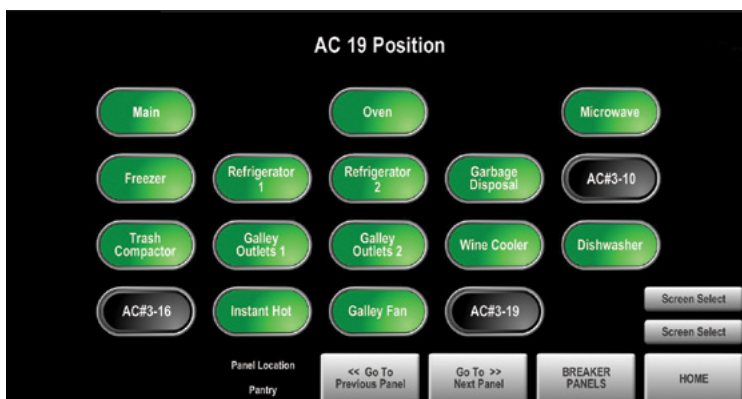 AC 19 Position
Main
Oven
Microwave
Freezer
Refrigerator
1
Refrigerator
2
Garbage
Disposal
AC#3-10
Trash
Compactor
Galley
Outlets 1
Galley
Outlets 2
Wine Cooler
Dishwasher
AC#3-16
Instant Hot
Galley Fan
AC#3-19
Screen Select
Screen Select
Panel Location
Pantry
<< Go To
Previous Panel
Go To >>
Next Panel
BREAKER
PANELS
HOME